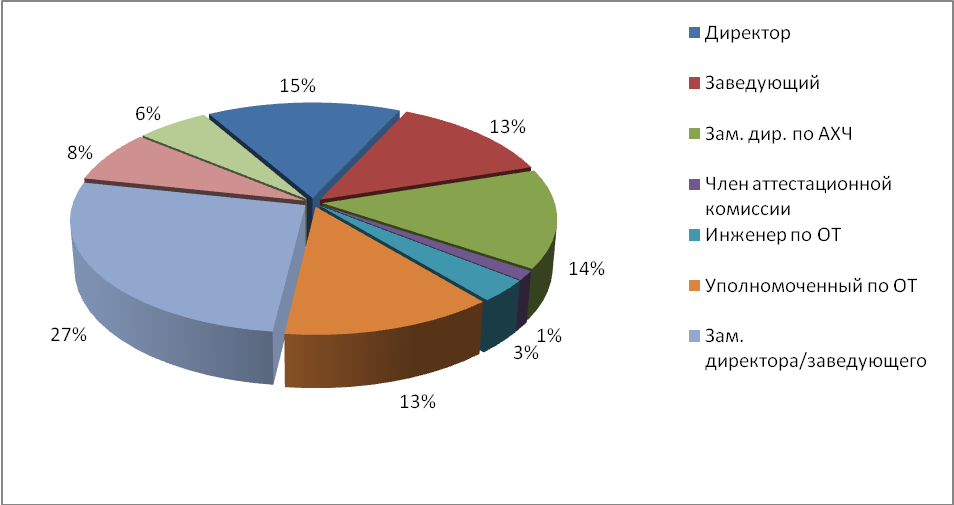 15%
6%
13%
8%
14%
27%
1%
3%
13%
Директор
Заведующий
Зам. дир. по АХЧ
Член аттестационной
комиссии
Инженер по ОТ
Уполномоченный по ОТ
Зам.
директора/заведующего